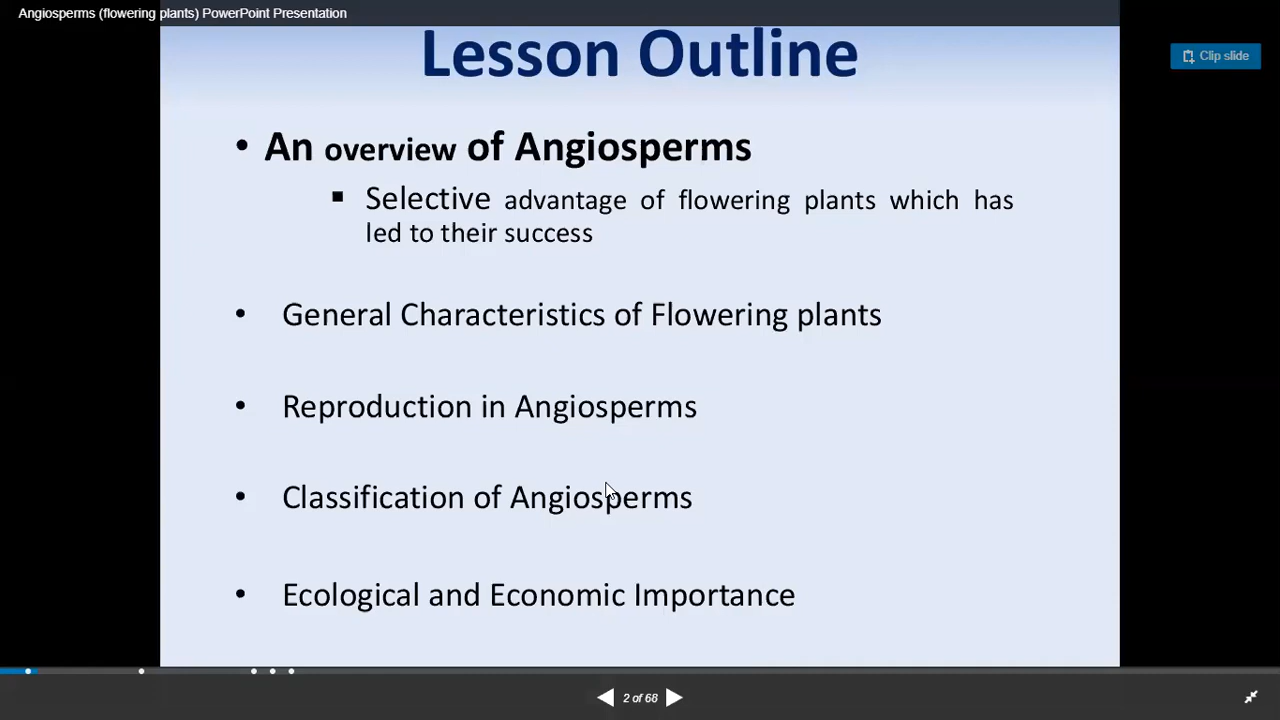 Angiosperms (flowering plants) PowerPoint Presentation
Lesson Outline
Clip slide
• An overview of Angiosperms
▪ Selective advantage of flowering plants which has
led to their success
• General Characteristics of Flowering plants
• Reproduction in Angiosperms
• Classification of Angiosperms
• Ecological and Economic Importance
2 of 68